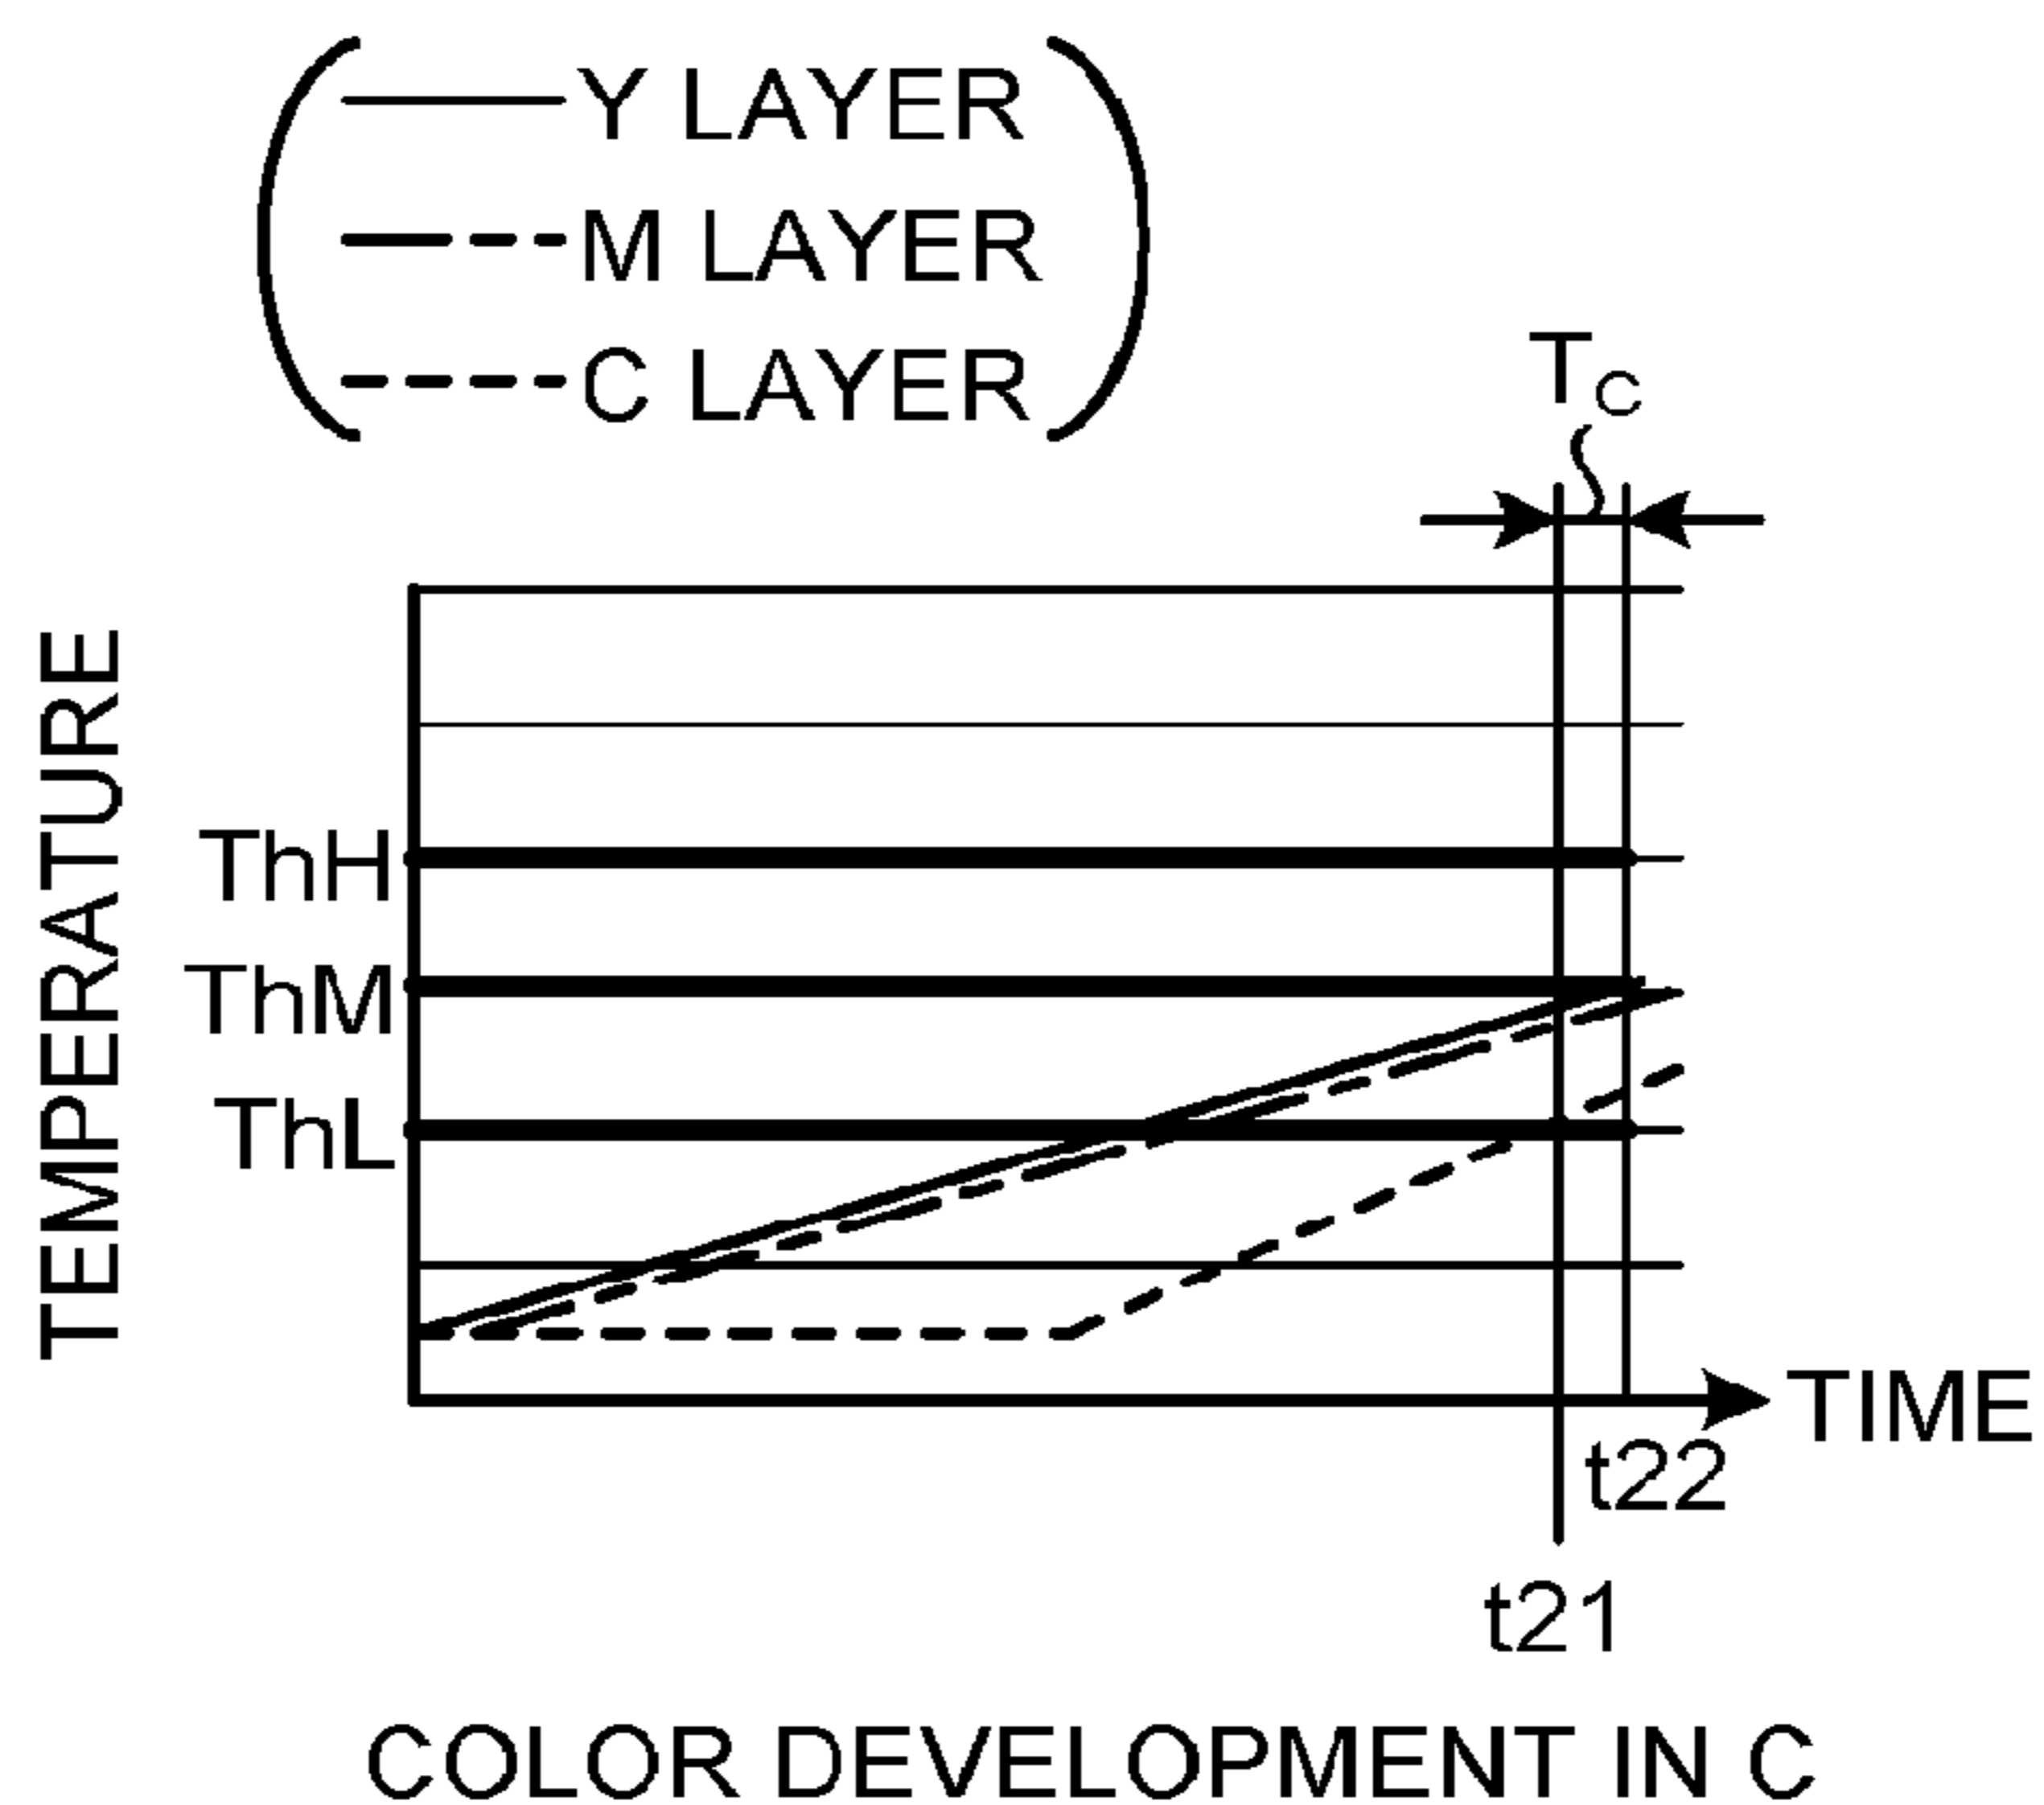 Y LAYER
M LAYER
C LAYER
TC
TEMPERATURE
ThH
ThM
ThL
TIME
t22
t21
COLOR DEVELOPMENT IN C